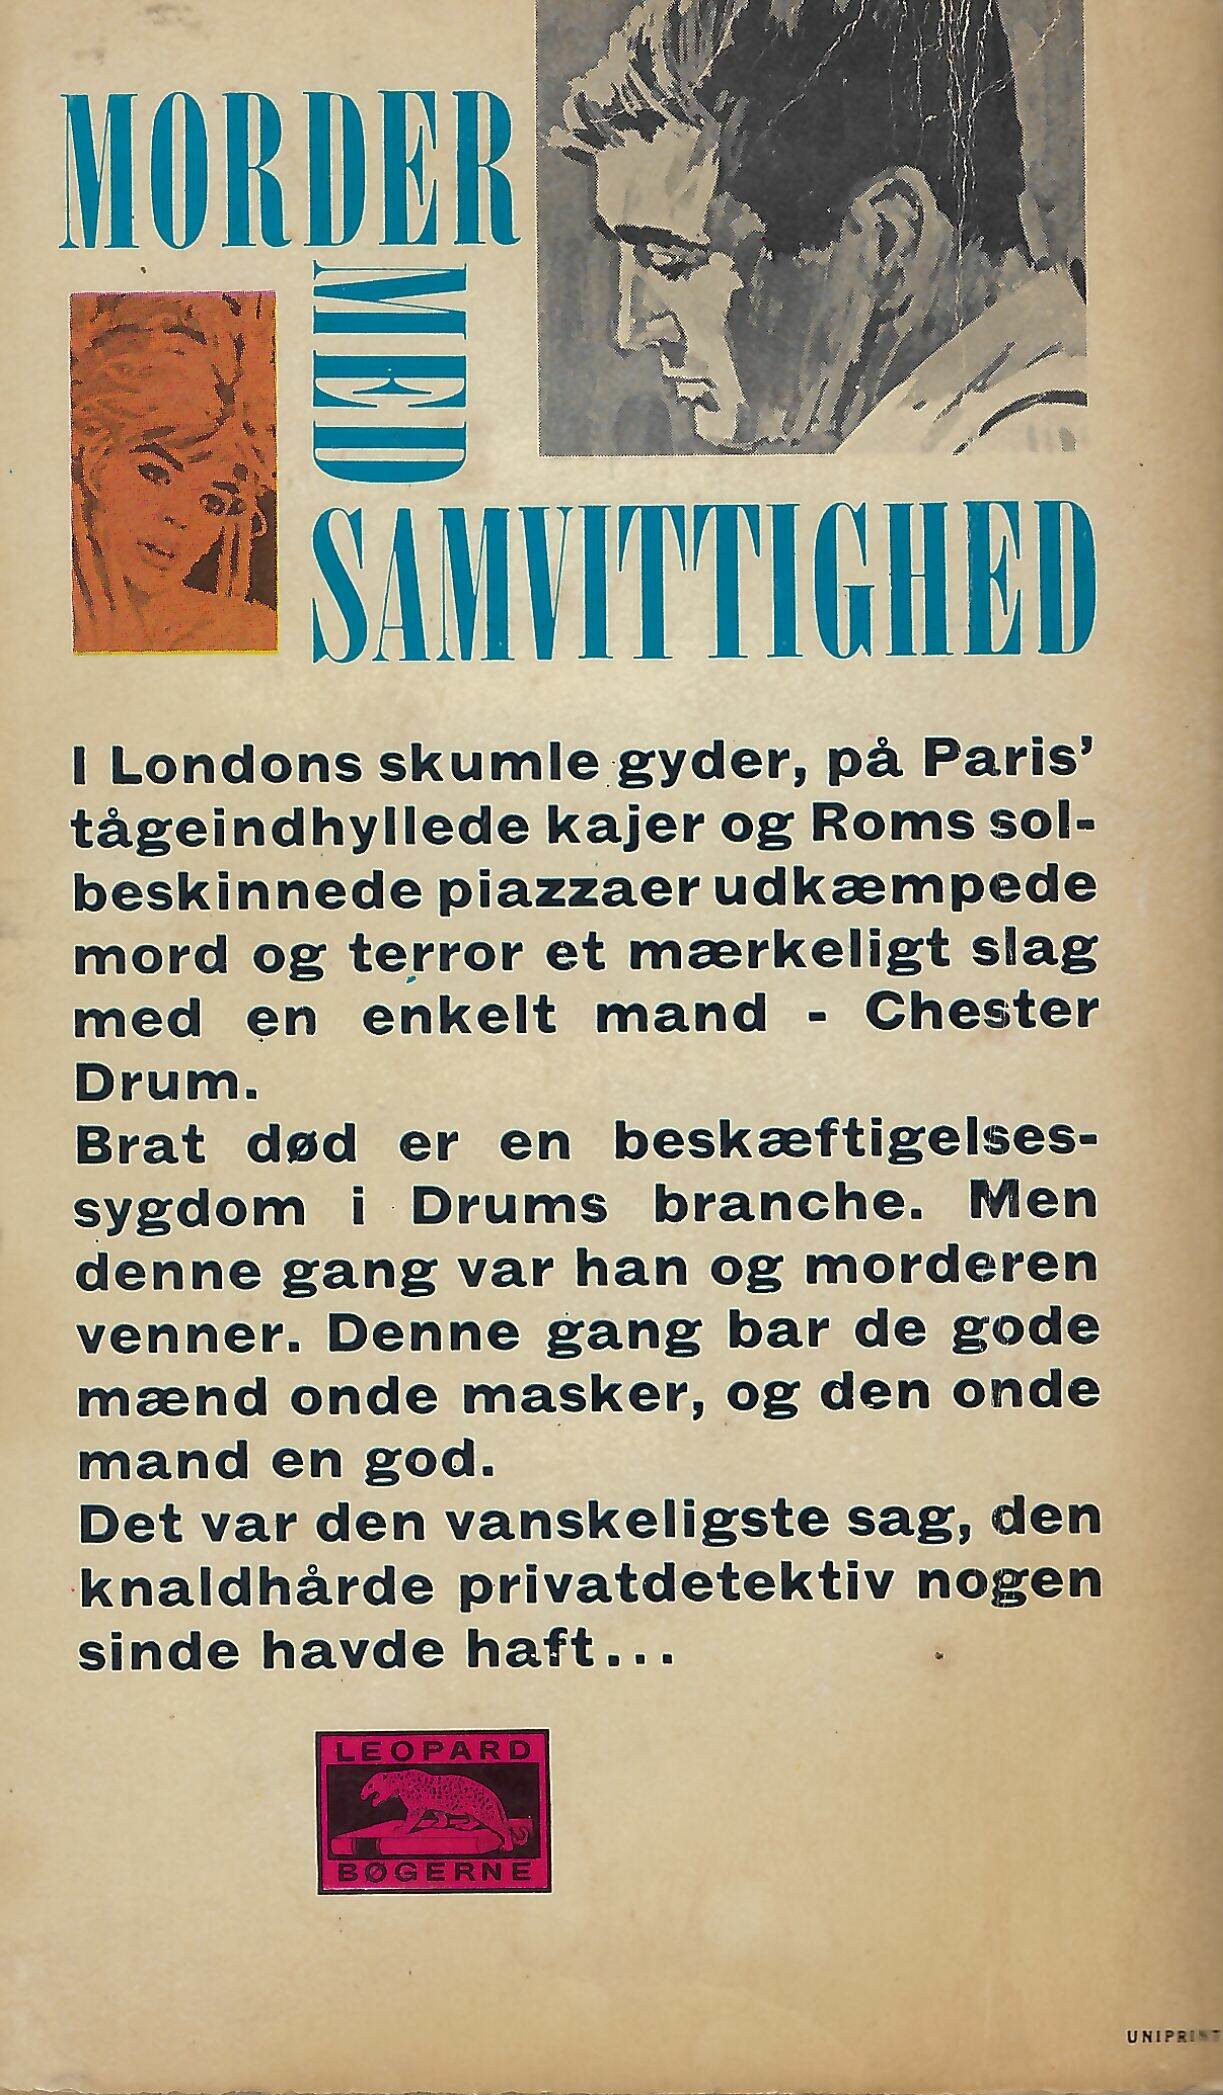 MORDER
MED
SAMVITTIGHED
I Londons skumle gyder, på Paris'
tågeindhyllede kajer og Roms sol-
beskinnede piazzaer udkæmpede
mord og terror et mærkeligt slag
med en enkelt mand - Chester
Drum.
Brat død er en beskæftigelses-
sygdom i Drums branche. Men
denne gang var han og morderen
venner. Denne gang bar de gode
mænd onde masker, og den onde
mand en god.
Det var den vanskeligste sag, den
knaldhårde privatdetektiv nogen
sinde havde haft...
LEOPARD
BØGERNE
UNIPRINT